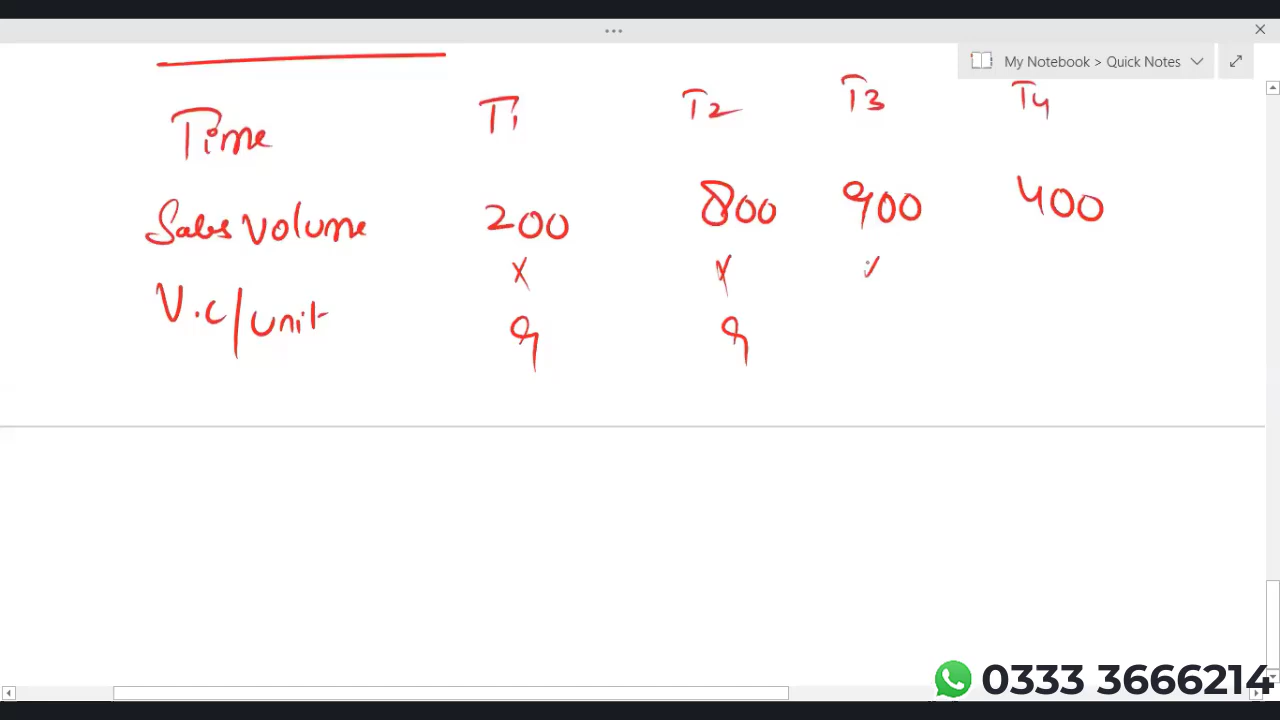 My Notebook > Quick Notes
Time T1 T2 T3 T4
Sales Volume 200 800 900 400
x x x
V.C/unit 9 9
0333 3666214